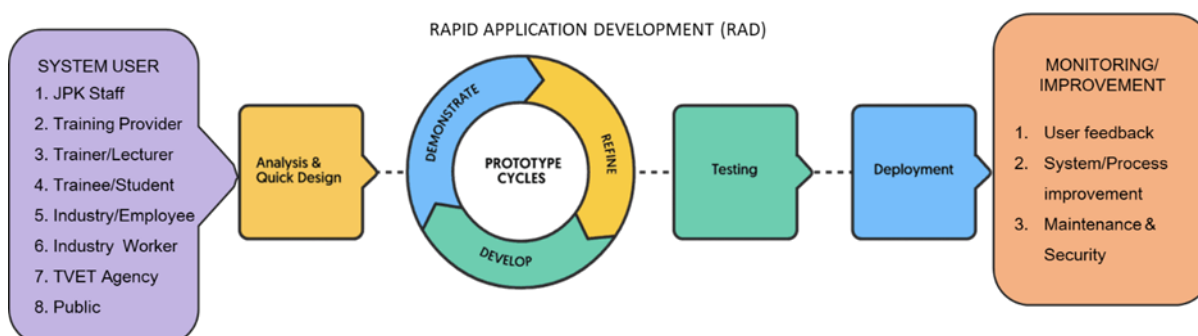 RAPID APPLICATION DEVELOPMENT (RAD)
SYSTEM USER
1. JPK Staff
2. Training Provider
3. Trainer/Lecturer
4. Trainee/Student
5. Industry/Employee
6. Industry Worker
7. TVET Agency
8. Public
Analysis &
Quick Design
DEMONSTRATE
REFINE
DEVELOP
PROTOTYPE
CYCLES
Testing
Deployment
MONITORING/
IMPROVEMENT
1. User feedback
2. System/Process
improvement
3. Maintenance &
Security